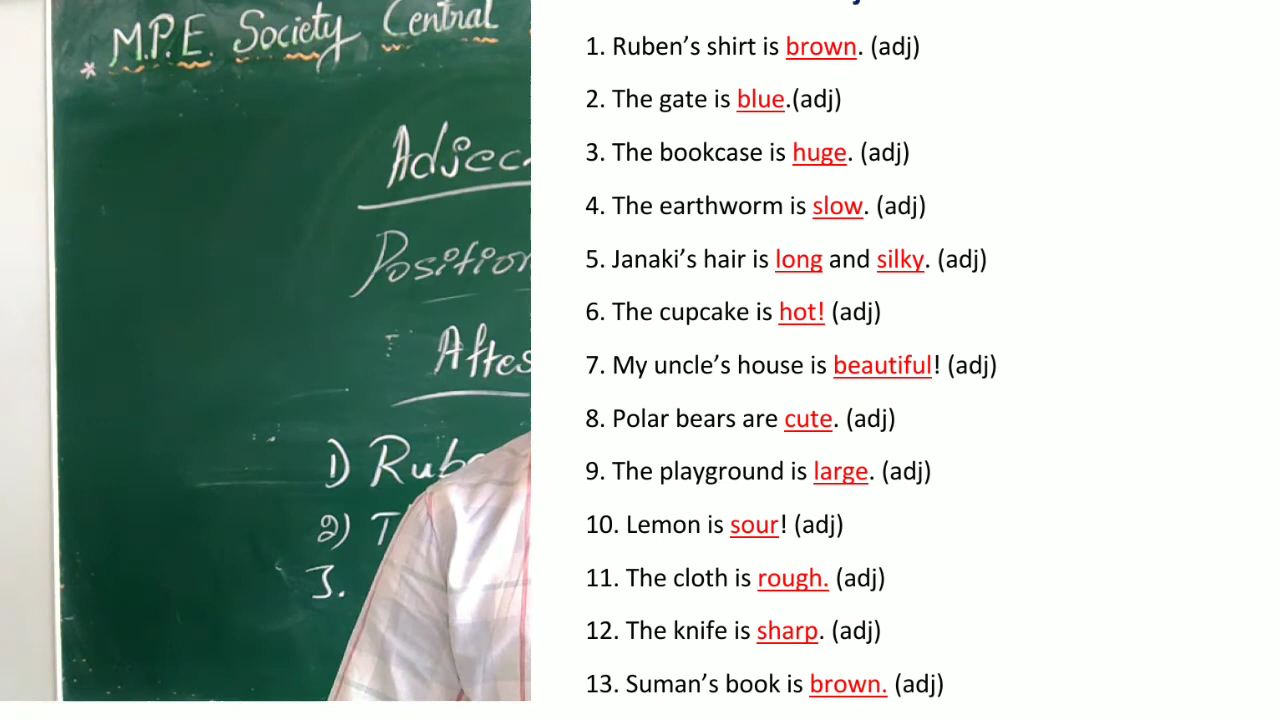 * M.P.E. Society Central
Adjec
Position
After
1) Rube
2) T
3.
1. Ruben’s shirt is brown. (adj)
2. The gate is blue.(adj)
3. The bookcase is huge. (adj)
4. The earthworm is slow. (adj)
5. Janaki’s hair is long and silky. (adj)
6. The cupcake is hot! (adj)
7. My uncle’s house is beautiful! (adj)
8. Polar bears are cute. (adj)
9. The playground is large. (adj)
10. Lemon is sour! (adj)
11. The cloth is rough. (adj)
12. The knife is sharp. (adj)
13. Suman’s book is brown. (adj)